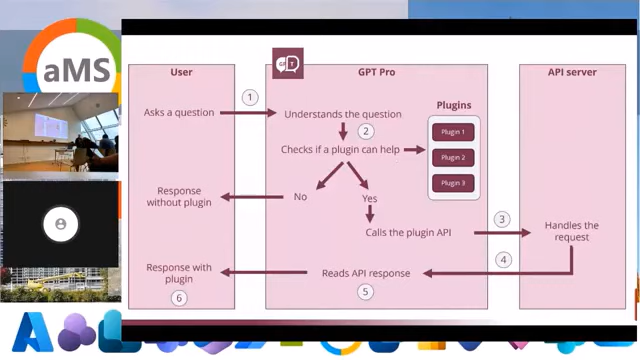 aMS
User
GPT Pro
API server
1
Asks a question
Understands the question
Plugins
2
Plugin 1
Checks if a plugin can help
Plugin 2
Plugin 3
No
Yes
Response
without plugin
3
Calls the plugin API
Handles the
request
4
Response with
plugin
Reads API response
6
5